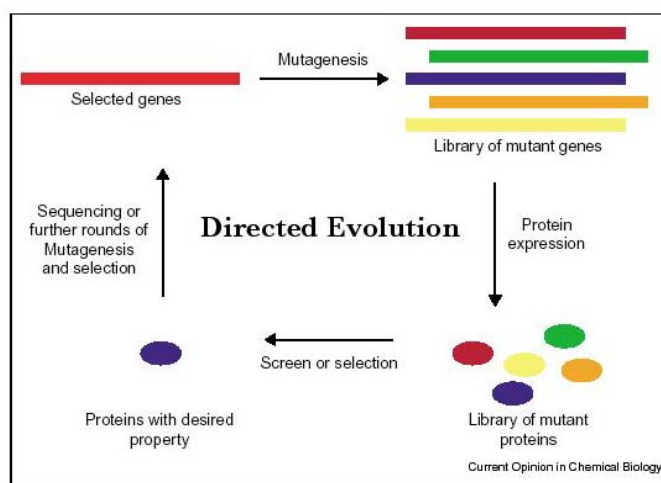 Mutagenesis
Selected genes
Library of mutant genes
Sequencing or
further rounds of
Mutagenesis
and selection
Directed Evolution
Protein
expression
Screen or selection
Proteins with desired
property
Library of mutant
proteins
Current Opinion in Chemical Biology